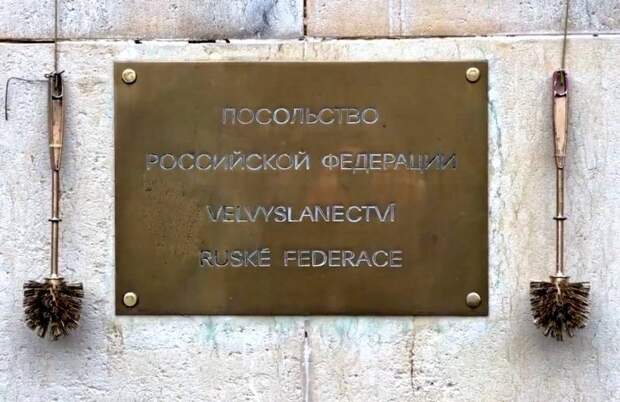 ПОСОЛЬСТВО
РОССИЙСКОЙ ФЕДЕРАЦИИ
VELVYSLANECTVÍ
RUSKÉ FEDERACE